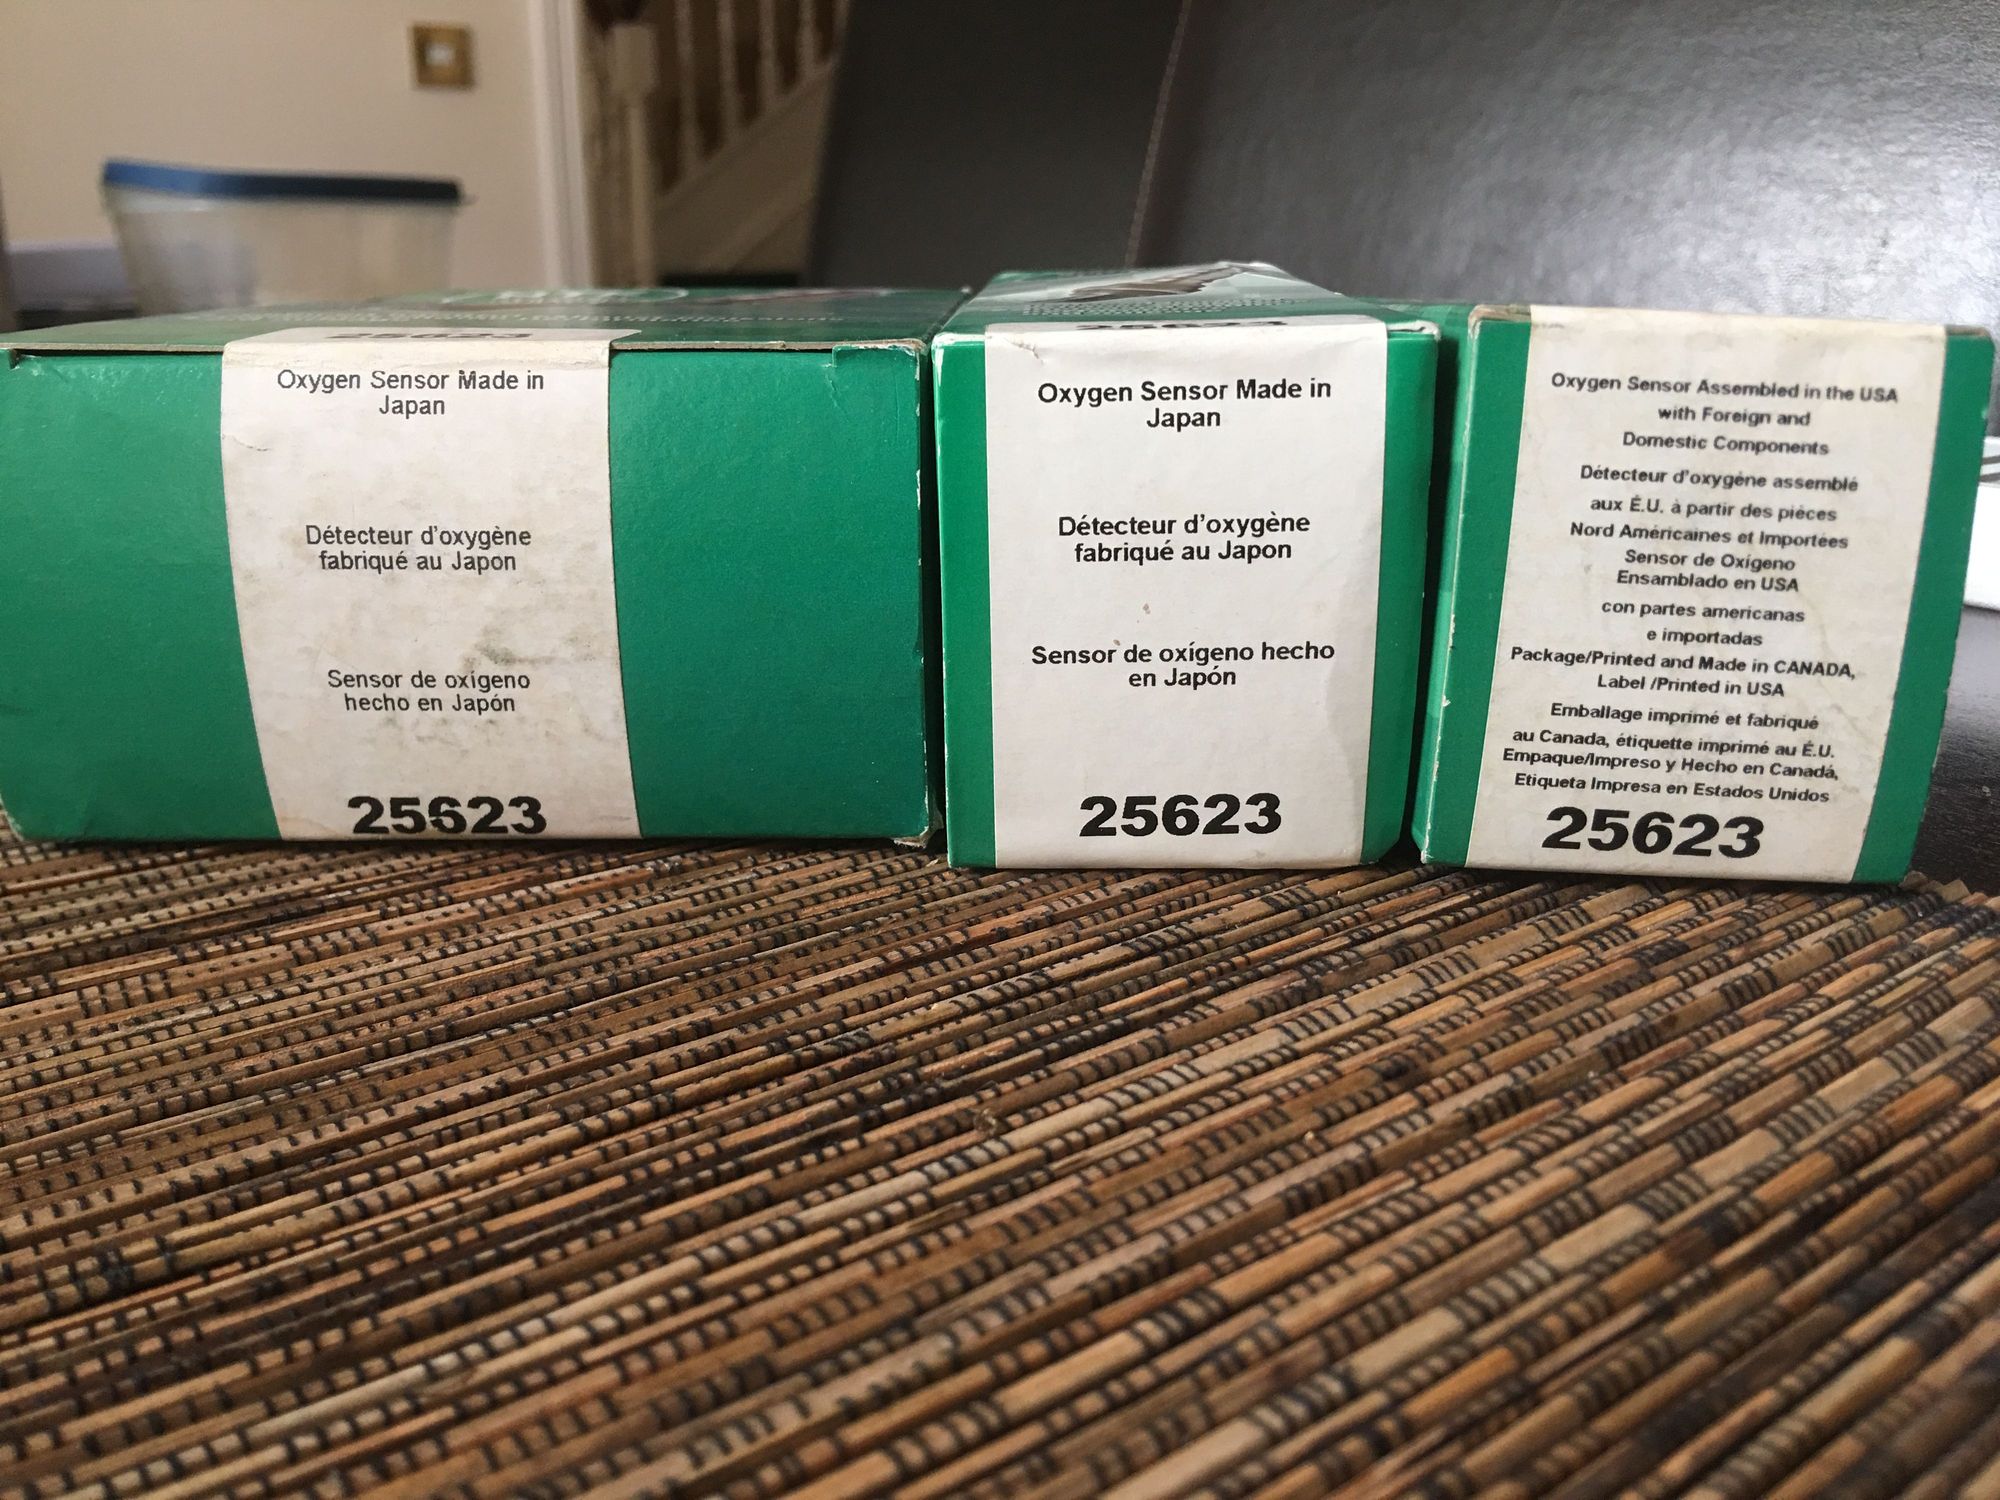 25623
Oxygen Sensor Made in
Japan
Détecteur d'oxygène
fabriqué au Japon
Sensor de oxígeno
hecho en Japón
25623
25623
Oxygen Sensor Made in
Japan
Détecteur d'oxygène
fabriqué au Japon
Sensor de oxígeno hecho
en Japón
25623
Oxygen Sensor Assembled in the USA
with Foreign and
Domestic Components
Détecteur d'oxygène assemblé
aux É.U. à partir des pièces
Nord Américaines et Importées
Sensor de Oxígeno
Ensamblado en USA
con partes americanas
e importadas
Package/Printed and Made in CANADA,
Label /Printed in USA
Emballage imprimé et fabriqué
au Canada, étiquette imprimé au É.U.
Empaque/Impreso y Hecho en Canadá,
Etiqueta Impresa en Estados Unidos
25623